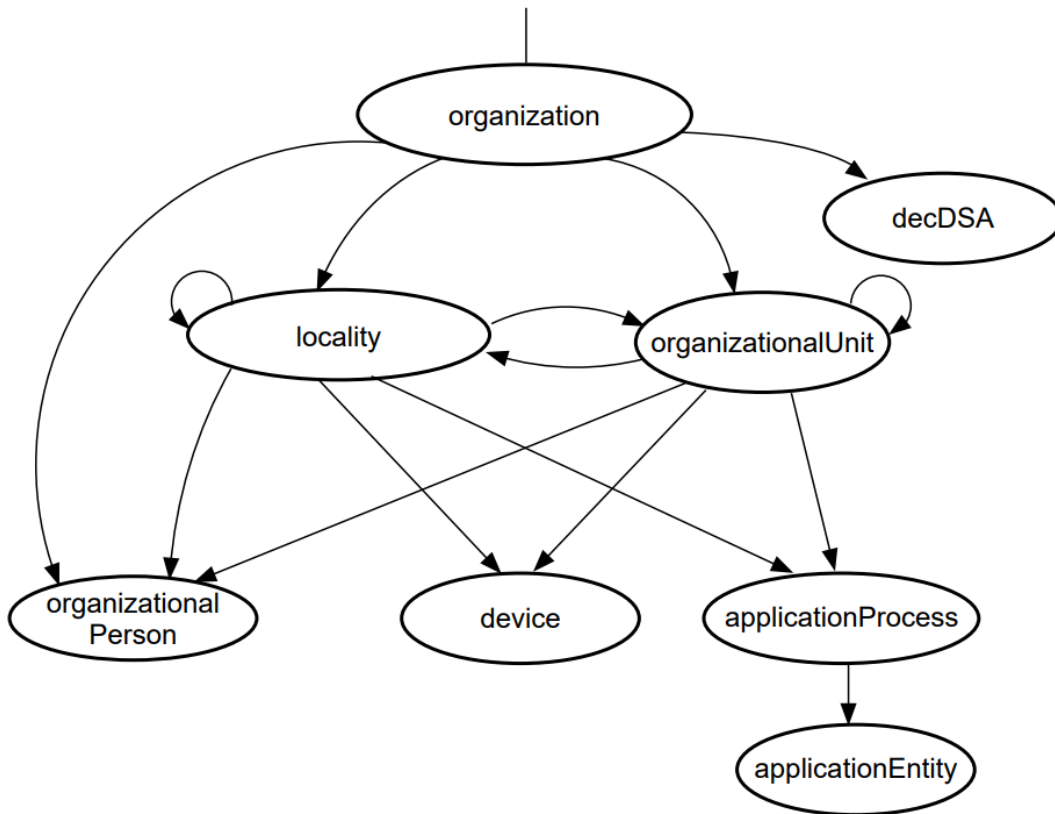 organization
decDSA
locality
organizationalUnit
organizational
Person
device
applicationProcess
applicationEntity